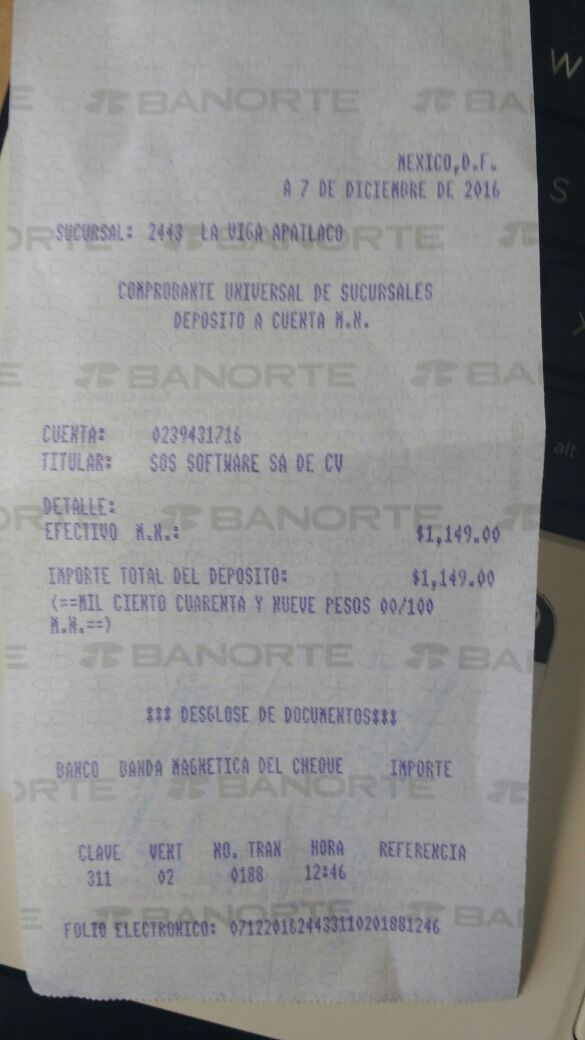 BANORTE BANORTE
MEXICO,D.F.
A 7 DE DICIEMBRE DE 2016
SUCURSAL: 2443 LA VIGA APATLACO
BANORTE
COMPROBANTE UNIVERSAL DE SUCURSALES
DEPOSITO A CUENTA M.N.
BANORTE
CUENTA: 0239431716
TITULAR: SOS SOFTWARE SA DE CV
DETALLE:
BANORTE
EFECTIVO M.N.: $1,149.00
IMPORTE TOTAL DEL DEPOSITO: $1,149.00
(==MIL CIENTO CUARENTA Y NUEVE PESOS 00/100
M.N.==)
BANORTE
$$$ DESGLOSE DE DOCUMENTOS$$$
BANCO BANDA MAGNETICA DEL CHEQUE IMPORTE
BANORTE
CLAVE VENT NO. TRAN HORA REFERENCIA
311 02 0188 12:46
BANORTE
FOLIO ELECTRONICO: 0712201624433110201881246
W
S
alt